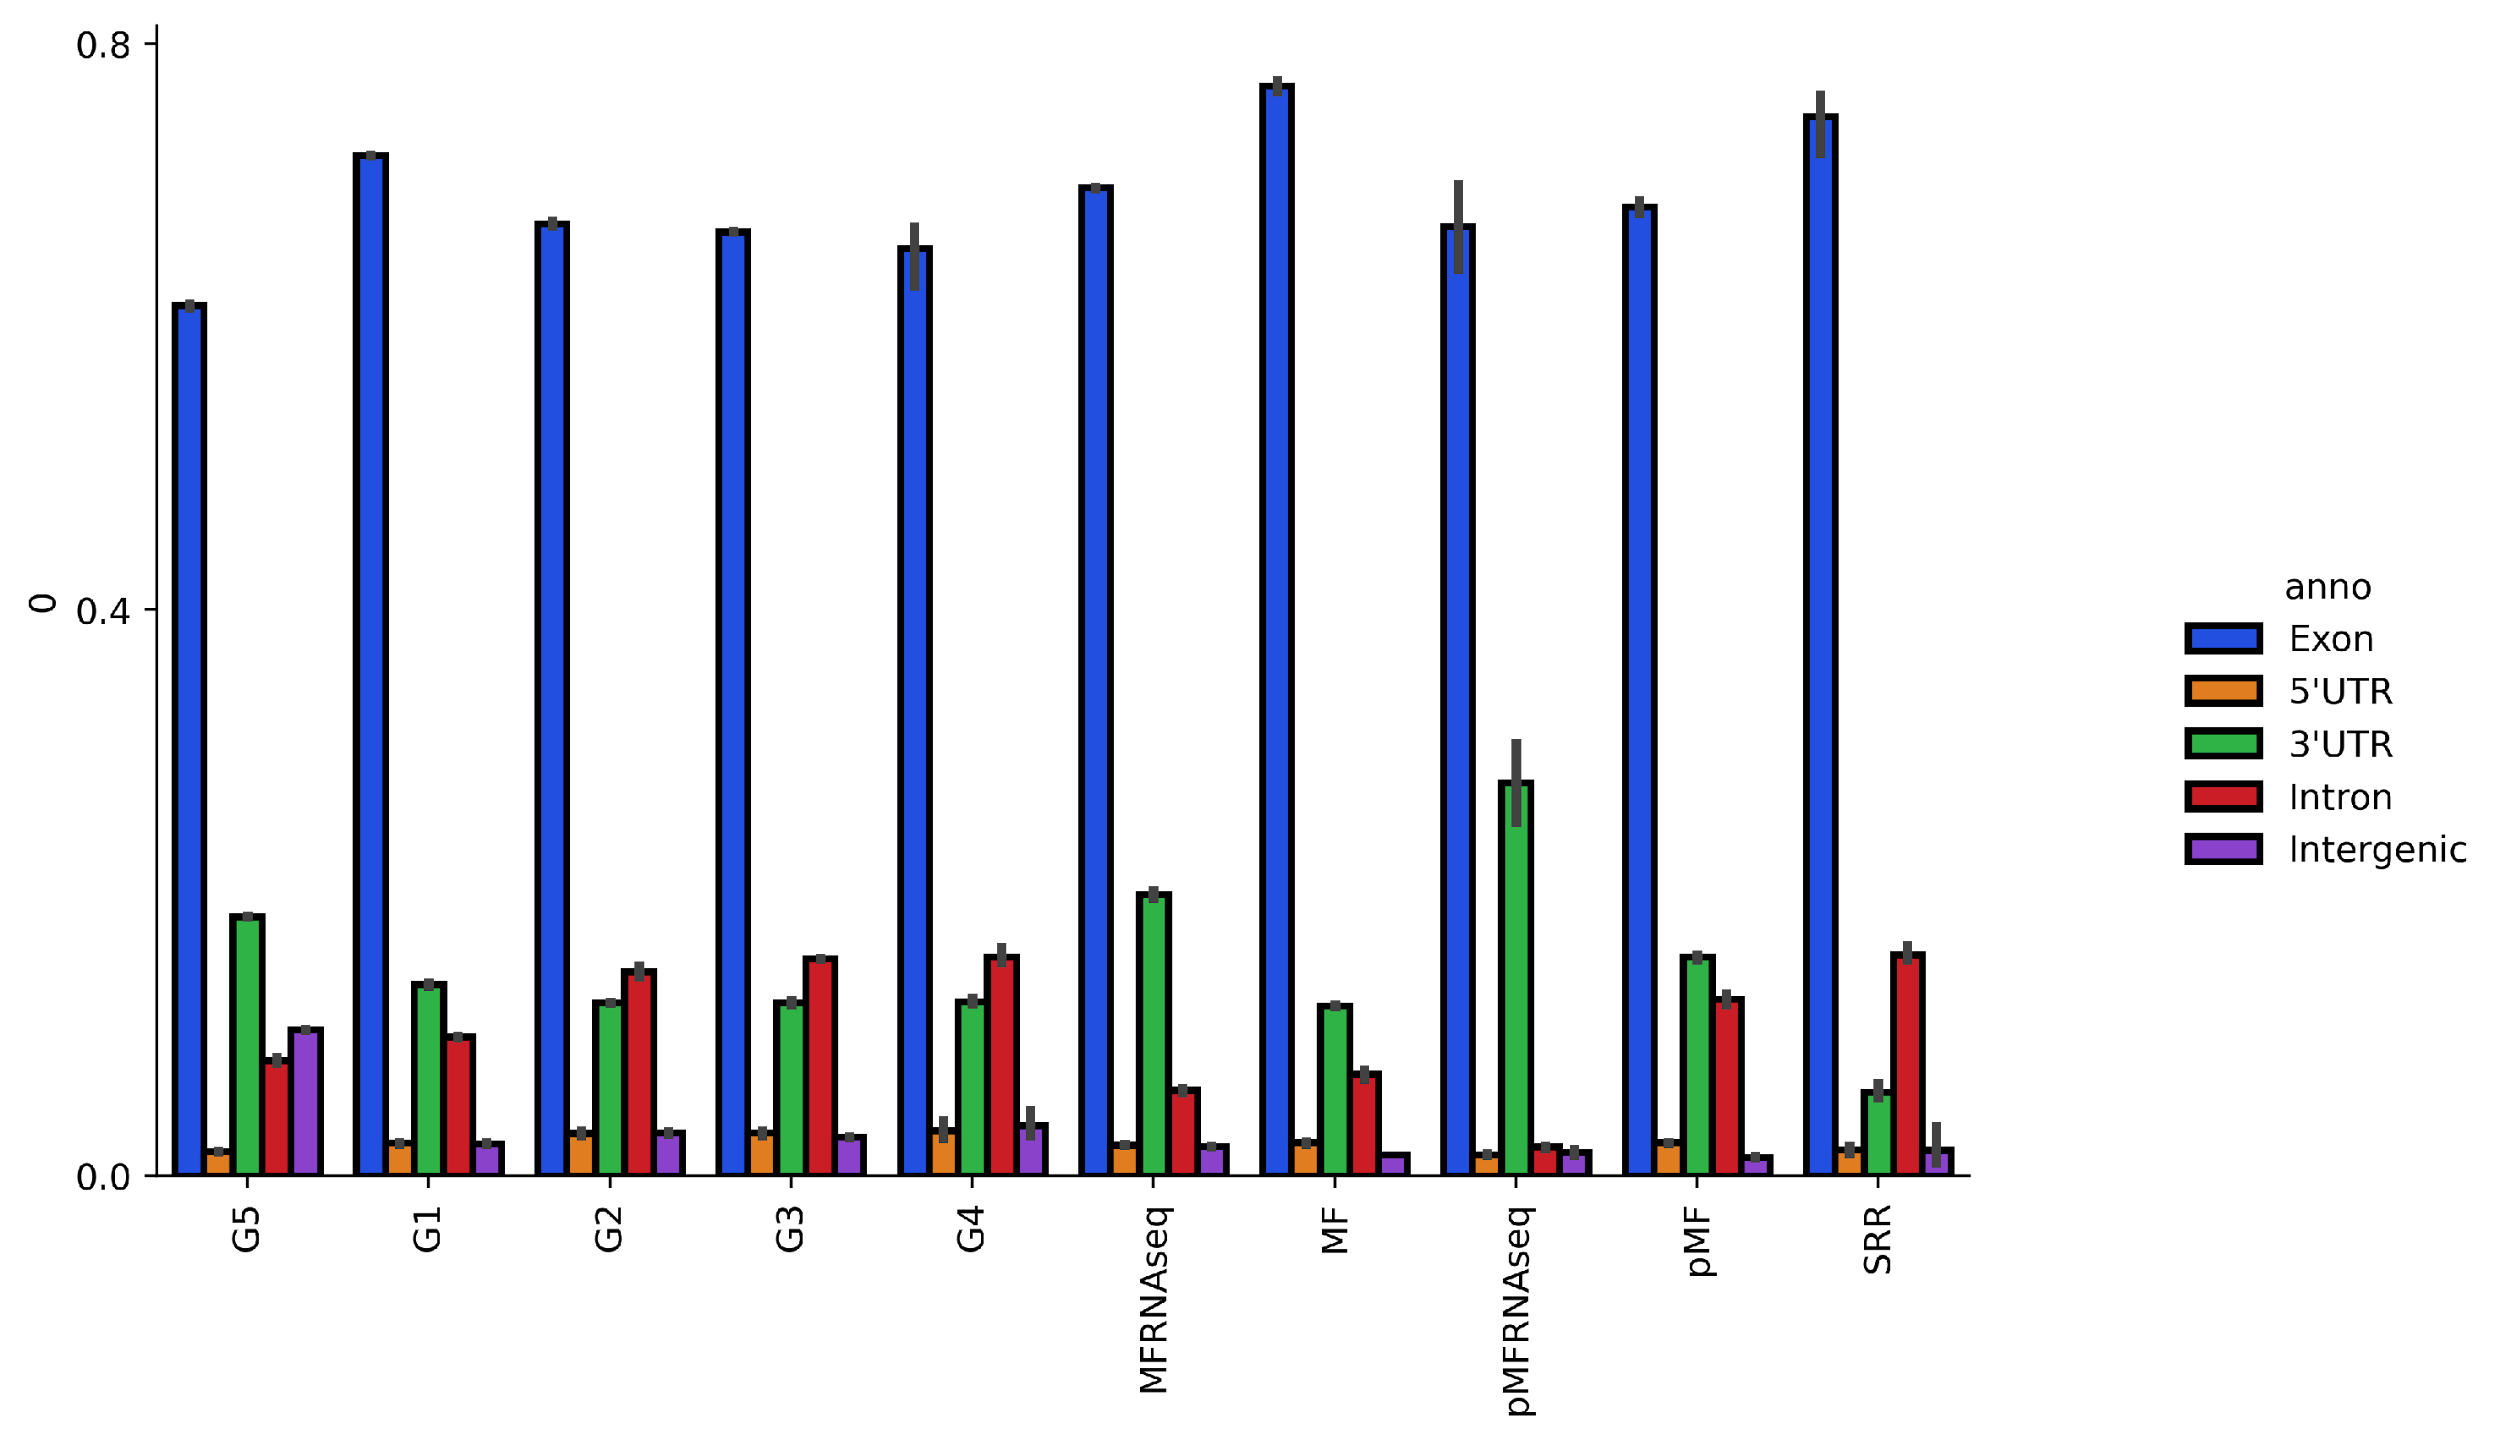 0.8
0.4
0.0
0
G5
G1
G2
G3
G4
MFRNAseq
MF
pMFRNAseq
pMF
SRR
anno
Exon
5'UTR
3'UTR
Intron
Intergenic